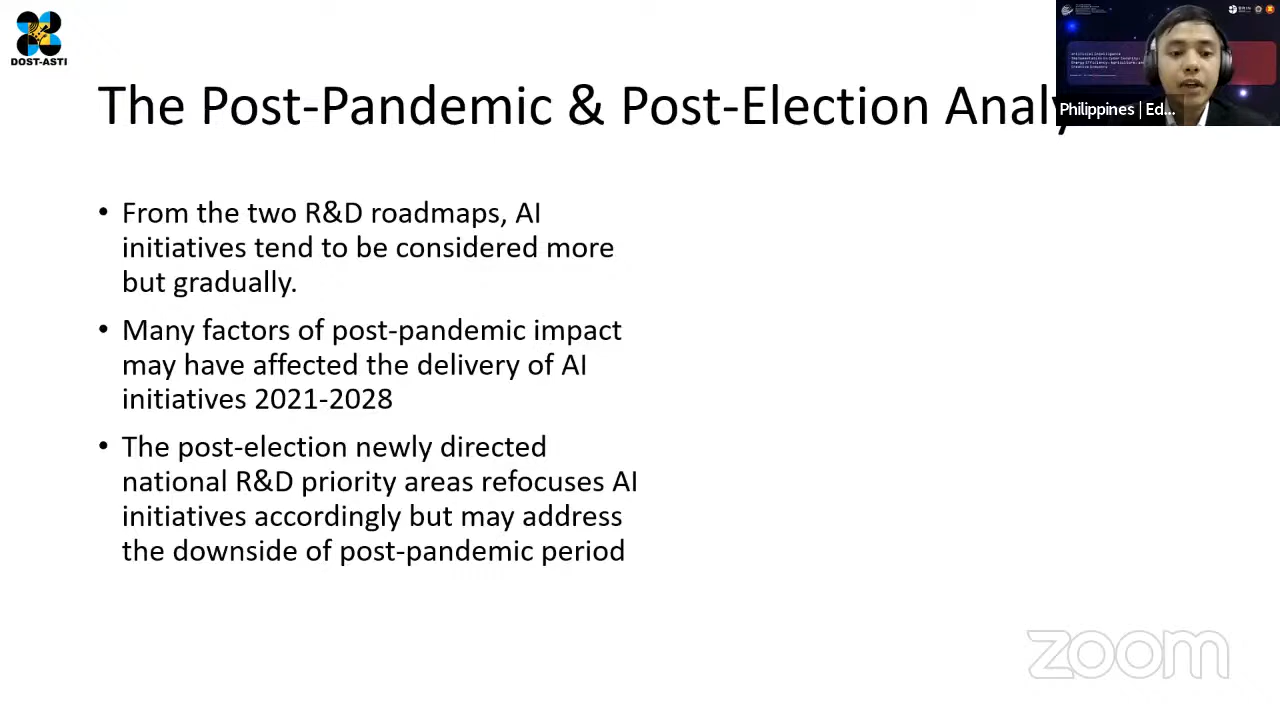 DOST-ASTI
The Post-Pandemic & Post-Election Analy
Philippines | Ed...
• From the two R&D roadmaps, AI
initiatives tend to be considered more
but gradually.
• Many factors of post-pandemic impact
may have affected the delivery of AI
initiatives 2021-2028
• The post-election newly directed
national R&D priority areas refocuses AI
initiatives accordingly but may address
the downside of post-pandemic period
zoom